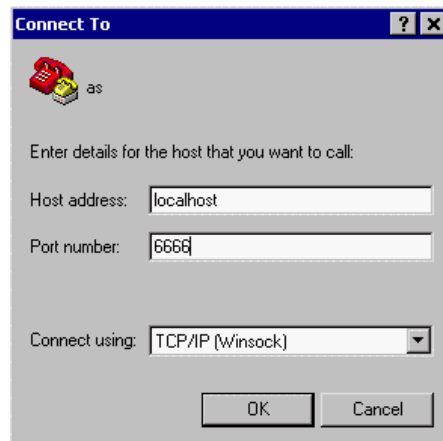 Connect To
as
Enter details for the host that you want to call:
Host address: localhost
Port number: 6666
Connect using: TCP/IP (Winsock)
OK Cancel